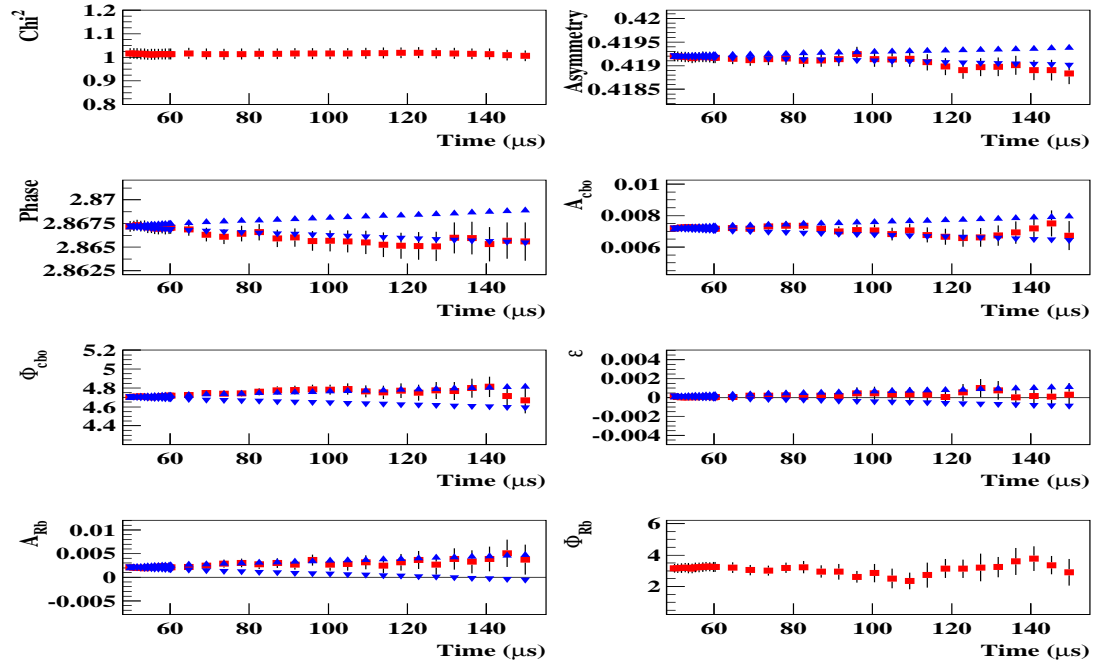 Chi²
1.2
1.1
1
0.9
0.8
60 80 100 120 140
Time (μs)
Asymmetry
0.42
0.4195
0.419
0.4185
60 80 100 120 140
Time (μs)
Phase
2.87
2.8675
2.865
2.8625
60 80 100 120 140
Time (μs)
A_cbo
0.01
0.008
0.006
60 80 100 120 140
Time (μs)
Φ_cbo
5.2
5
4.8
4.6
4.4
60 80 100 120 140
Time (μs)
ε
0.004
0.002
0
-0.002
-0.004
60 80 100 120 140
Time (μs)
A_Rb
0.01
0.005
0
-0.005
60 80 100 120 140
Time (μs)
Φ_Rb
6
4
2
60 80 100 120 140
Time (μs)